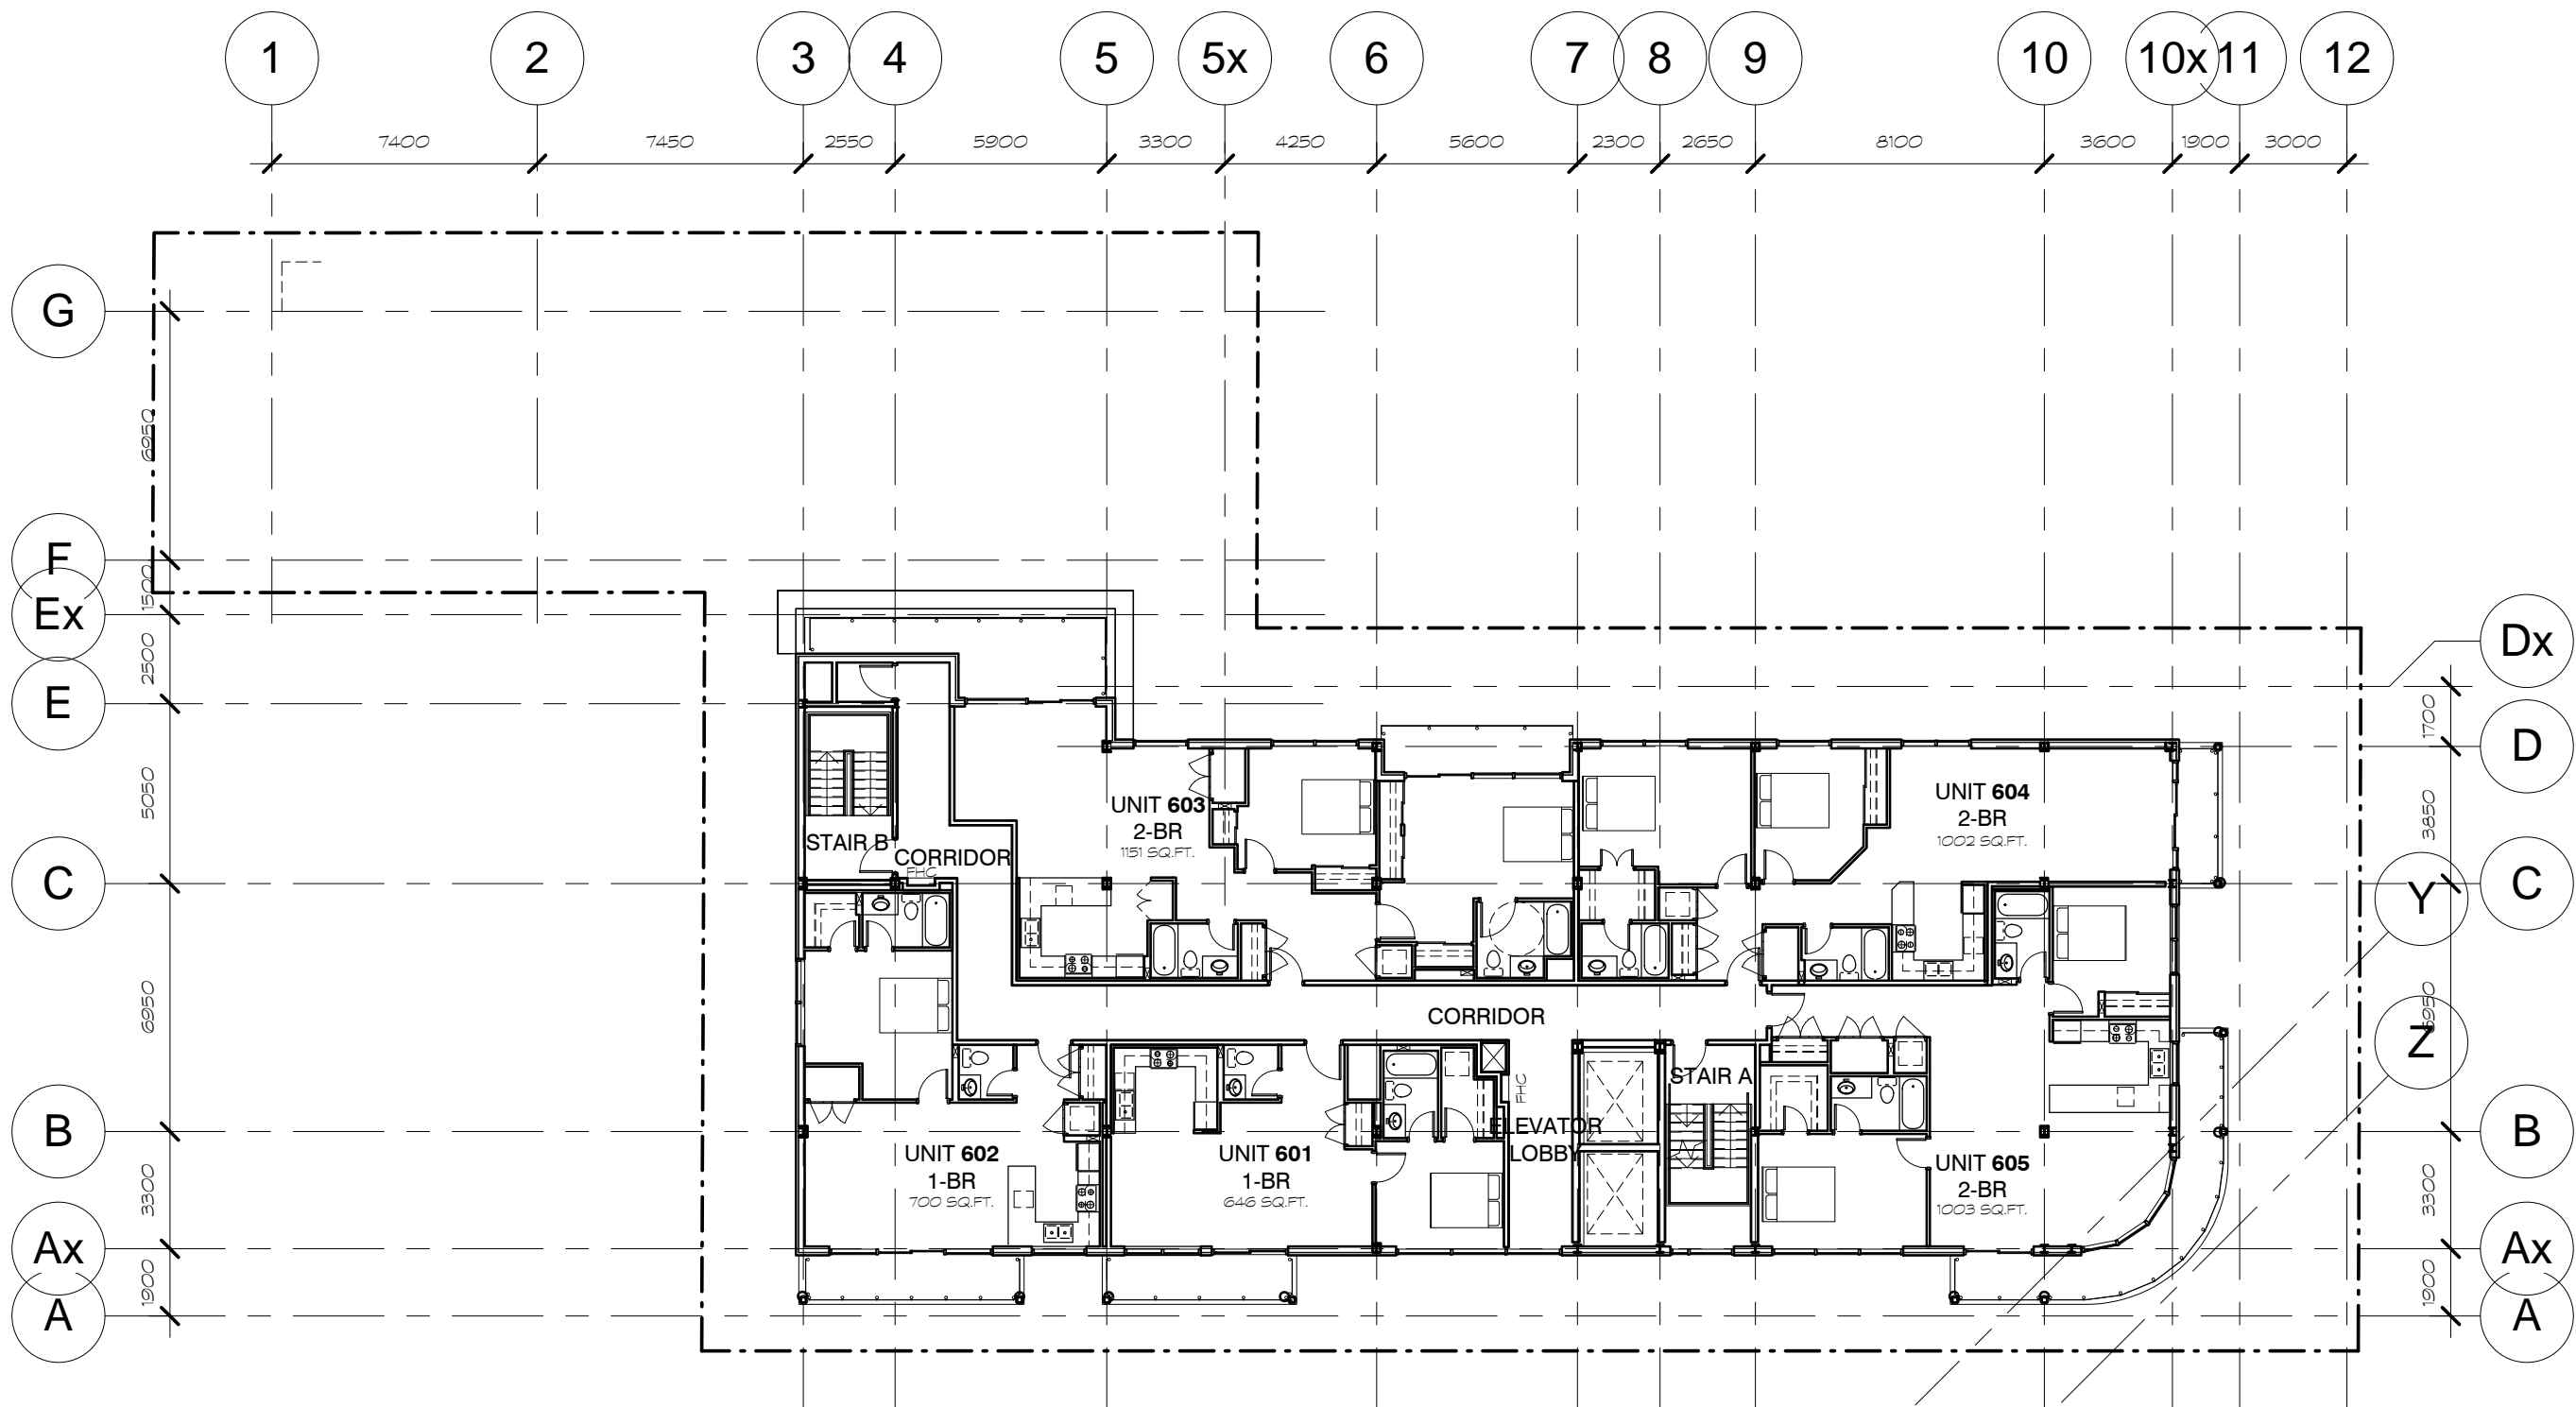 1 2 3 4 5 5x 6 7 8 9 10 10x 11 12
7400 7450 2550 5900 3300 4250 5600 2300 2650 8100 3600 1900 3000
G
6950
F
1500
Ex
2500
E
5050
C
6950
B
3300
Ax
1900
A
Dx
1700
D
3850
C
Y
6950
Z
B
3300
Ax
1900
A
UNIT 603
2-BR
1151 SQ.FT.
UNIT 604
2-BR
1002 SQ.FT.
STAIR B
CORRIDOR
FHC
CORRIDOR
STAIR A
FHC
ELEVATOR
LOBBY
UNIT 602
1-BR
700 SQ.FT.
UNIT 601
1-BR
646 SQ.FT.
UNIT 605
2-BR
1003 SQ.FT.